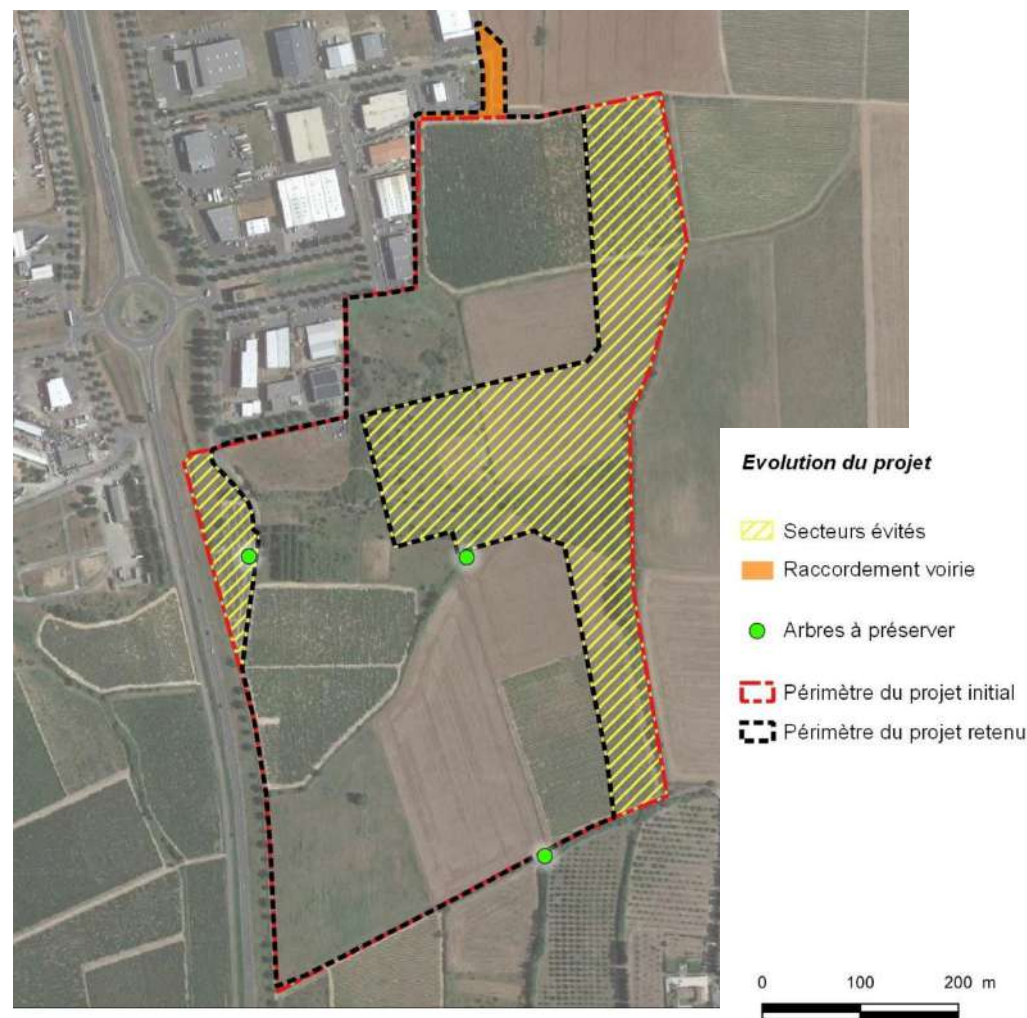 Evolution du projet
Secteurs évités
Raccordement voirie
Arbres à préserver
Périmètre du projet initial
Périmètre du projet retenu
0 100 200 m